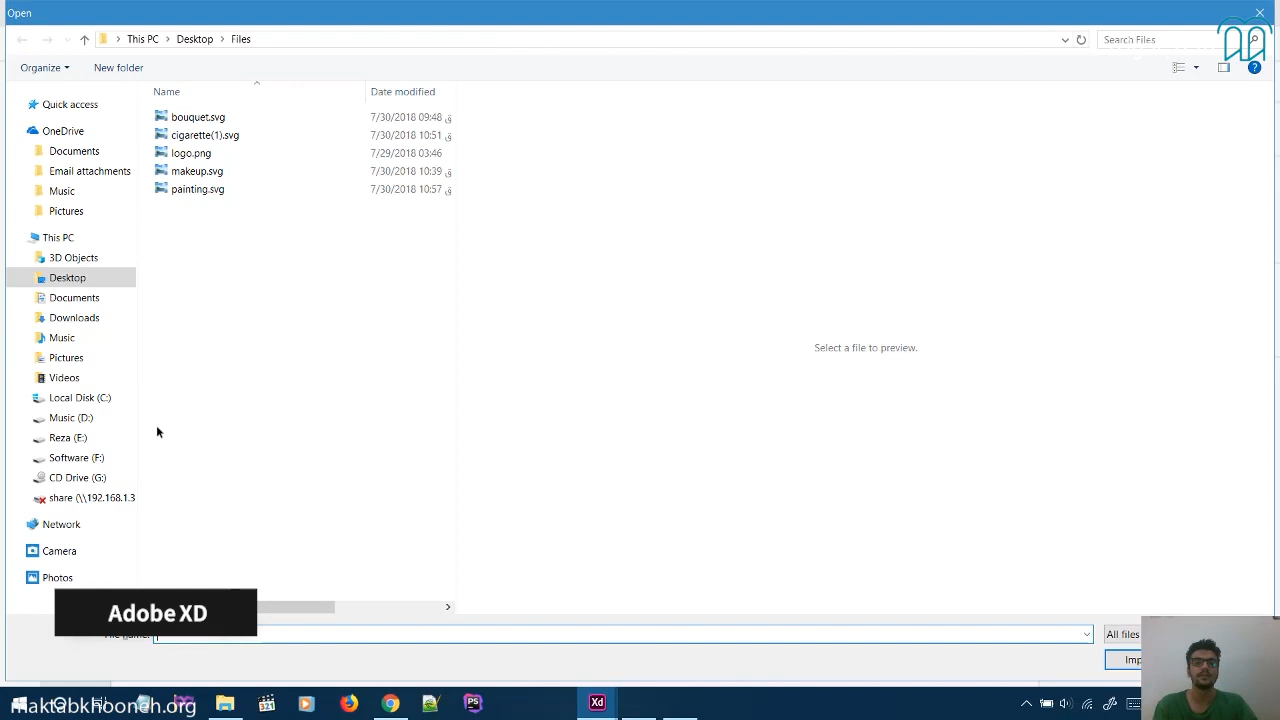 Open
This PC > Desktop > Files
Search Files
Organize
New folder
Name
Date modified
Quick access
OneDrive
Documents
Email attachments
Music
Pictures
This PC
3D Objects
Desktop
Documents
Downloads
Music
Pictures
Videos
Local Disk (C:)
Music (D:)
Reza (E:)
Software (F:)
CD Drive (G:)
share (\\192.168.1.3
Network
Camera
Photos
bouquet.svg 7/30/2018 09:48 ق
cigarette(1).svg 7/30/2018 10:51 ق
logo.png 7/29/2018 03:46
makeup.svg 7/30/2018 10:39 ق
painting.svg 7/30/2018 10:57 ق
Select a file to preview.
Adobe XD
All files
Imp
maktabkhooneh.org
321
PS
Xd